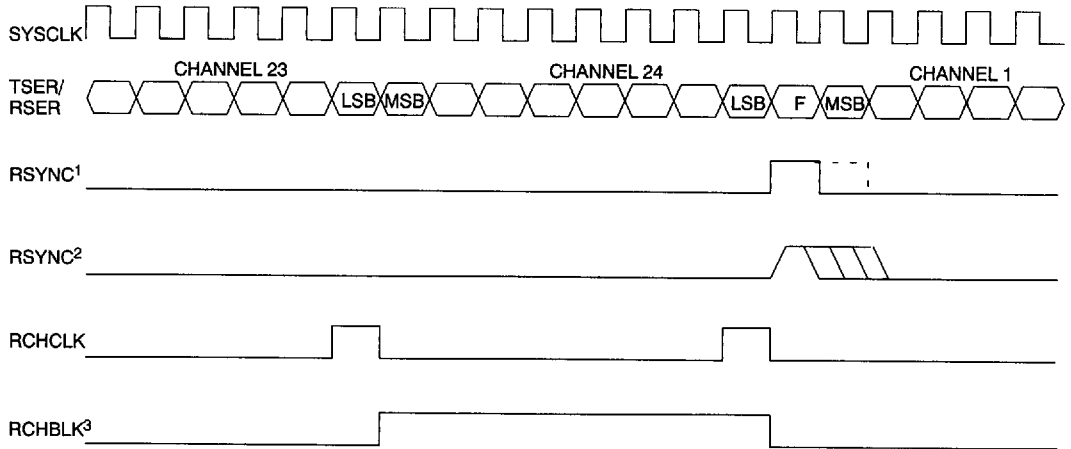 SYSCLK
CHANNEL 23 CHANNEL 24 CHANNEL 1
TSER/
RSER
LSB MSB LSB F MSB
RSYNC¹
RSYNC²
RCHCLK
RCHBLK³